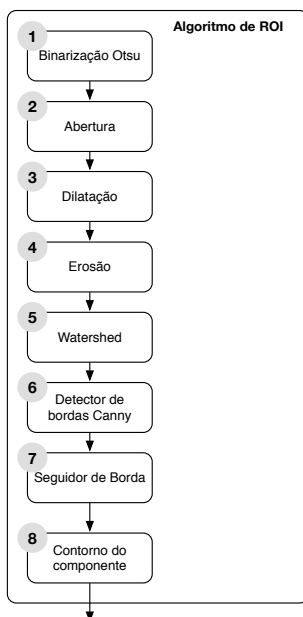 Algoritmo de ROI
1
Binarização Otsu
2
Abertura
3
Dilatação
4
Erosão
5
Watershed
6
Detector de
bordas Canny
7
Seguidor de Borda
8
Contorno do
componente